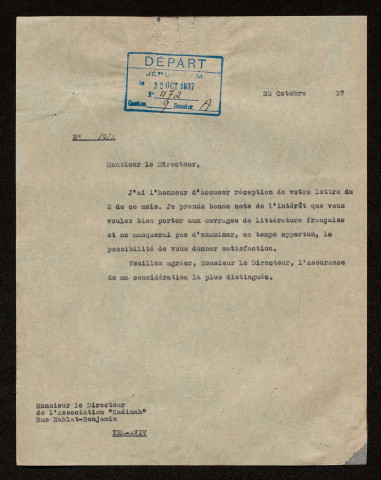 DÉPART
JÉRUSALEM
le 22 OCT 1937
N° 1172
Carton 9 Dossier A
22 Octobre 37
N°
Monsieur le Directeur,
J'ai l'honneur d'accuser réception de votre lettre du
2 de ce mois. Je prends bonne note de l'intérêt que vous
voulez bien porter aux ouvrages de littérature française
et ne manquerai pas d'examiner, en temps opportun, la
possibilité de vous donner satisfaction.
Veuillez agréer, Monsieur le Directeur, l'assurance
de ma considération la plus distinguée.
Monsieur le Directeur
de l'Association "Kadimah"
Rue Nahlat-Benjamin
TEL-AVIV